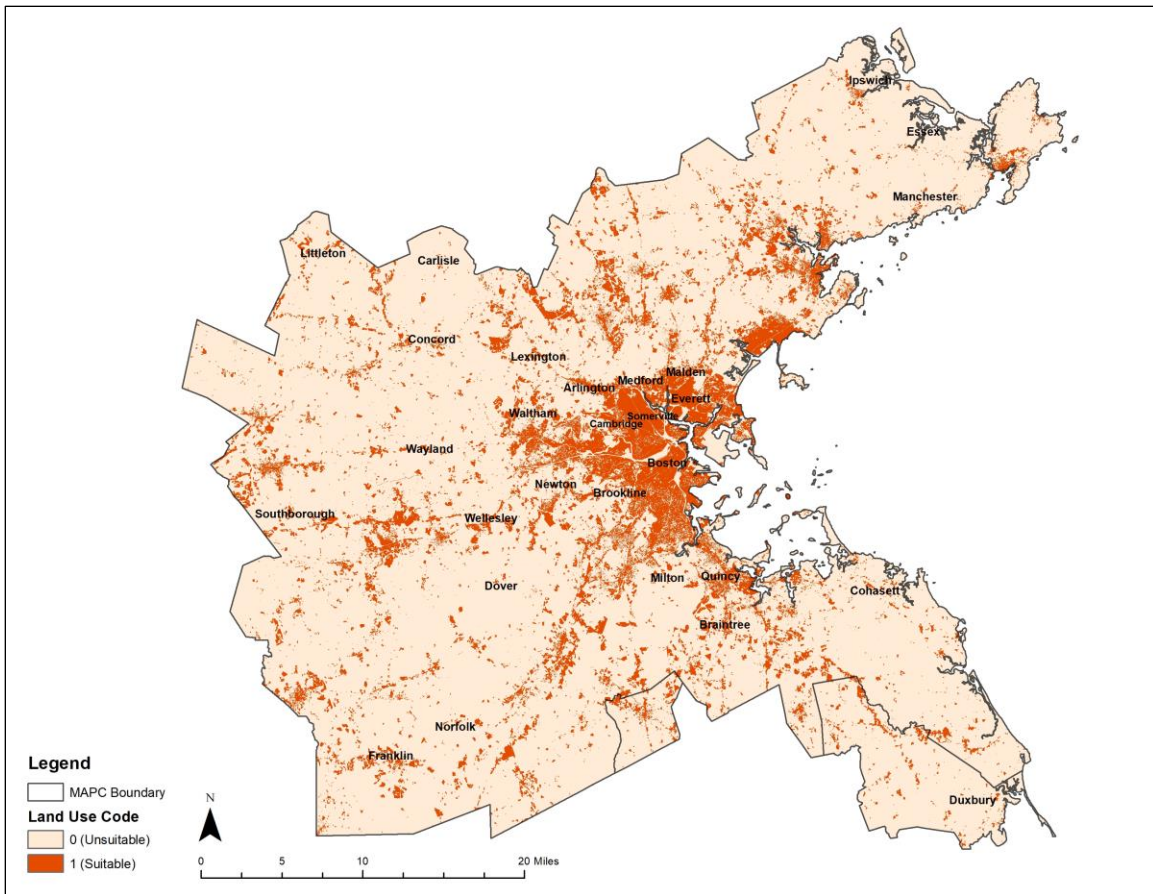 Ipswich
Essex
Manchester
Littleton
Carlisle
Concord
Lexington
Malden
Medford
Arlington
Everett
Waltham
Somerville
Cambridge
Wayland
Boston
Newton
Brookline
Southborough
Wellesley
Milton
Quincy
Dover
Cohasett
Braintree
Norfolk
Franklin
Duxbury
Legend
MAPC Boundary
Land Use Code
0 (Unsuitable)
1 (Suitable)
N
0 5 10 20 Miles